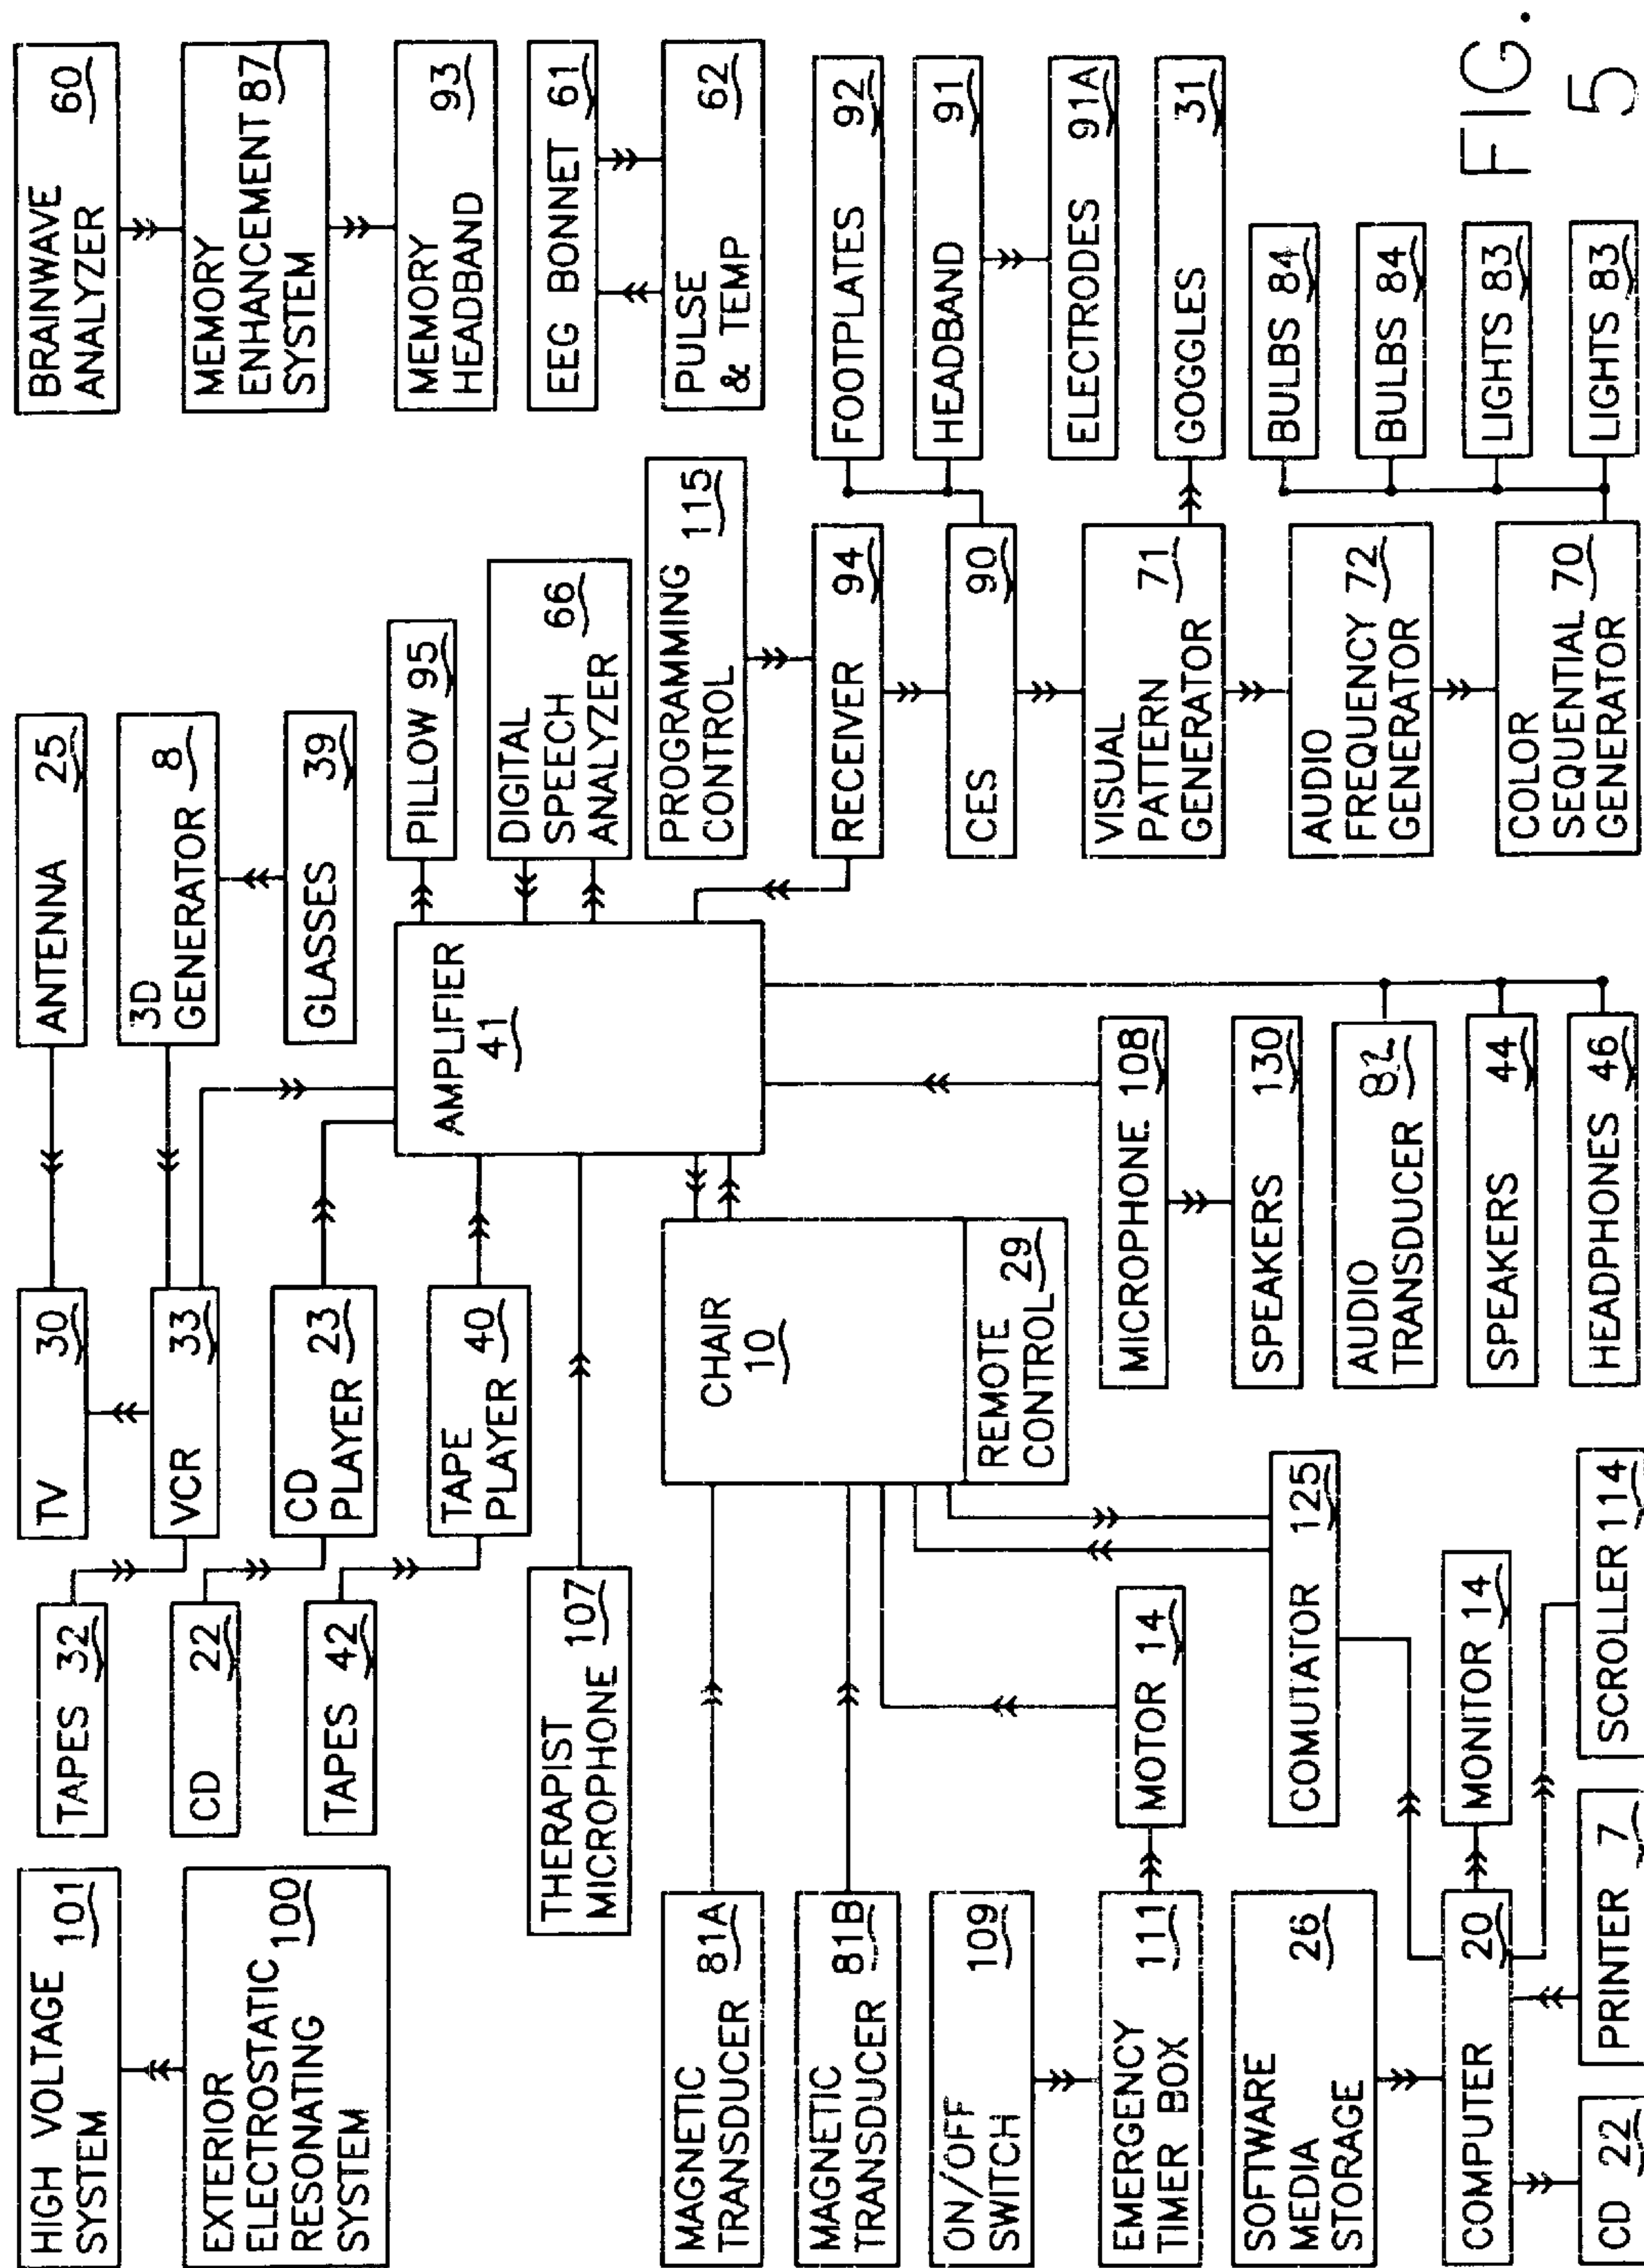 HIGH VOLTAGE
SYSTEM 101
EXTERIOR
ELECTROSTATIC
RESONATING 100
SYSTEM
TAPES 32
CD 22
TAPES 42
TV 30
VCR 33
CD
PLAYER 23
TAPE
PLAYER 40
ANTENNA 25
3D
GENERATOR 8
GLASSES 39
BRAINWAVE
ANALYZER 60
MEMORY
ENHANCEMENT 87
SYSTEM
MEMORY
HEADBAND 93
EEG BONNET 61
PULSE
& TEMP 62
THERAPIST
MICROPHONE 107
AMPLIFIER
41
PILLOW 95
DIGITAL
SPEECH
ANALYZER 66
PROGRAMMING
CONTROL 115
MAGNETIC
TRANSDUCER 81A
MAGNETIC
TRANSDUCER 81B
ON/OFF
SWITCH 109
EMERGENCY
TIMER BOX 111
MOTOR 14
CHAIR
10
REMOTE
CONTROL 29
RECEIVER 94
CES 90
FOOTPLATES 92
HEADBAND 91
ELECTRODES 91A
VISUAL
PATTERN
GENERATOR 71
GOGGLES 31
AUDIO
FREQUENCY 72
GENERATOR
COLOR
SEQUENTIAL 70
GENERATOR
BULBS 84
BULBS 84
LIGHTS 83
LIGHTS 83
MICROPHONE 108
SPEAKERS 130
AUDIO
TRANSDUCER 82
SPEAKERS 44
HEADPHONES 46
SOFTWARE
MEDIA
STORAGE 26
COMUTATOR 125
COMPUTER 20
MONITOR 14
CD 22
PRINTER 7
SCROLLER 114
FIG.
5